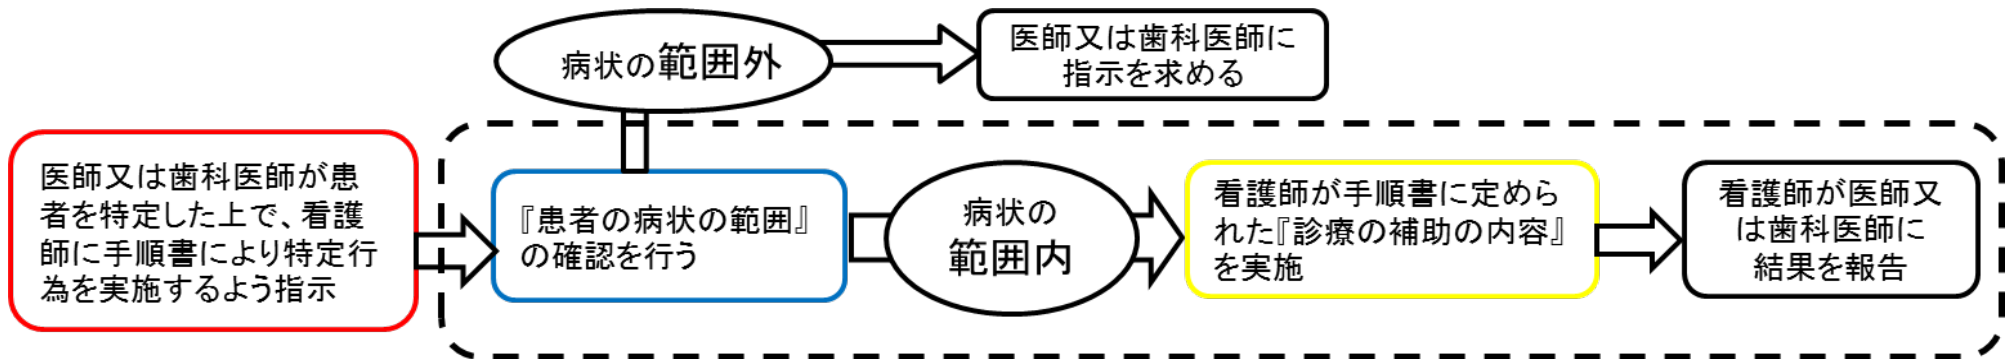 病状の範囲外
医師又は歯科医師に
指示を求める
医師又は歯科医師が患
者を特定した上で、看護
師に手順書により特定行
為を実施するよう指示
『患者の病状の範囲』
の確認を行う
病状の
範囲内
看護師が手順書に定めら
れた『診療の補助の内容』
を実施
看護師が医師又
は歯科医師に
結果を報告